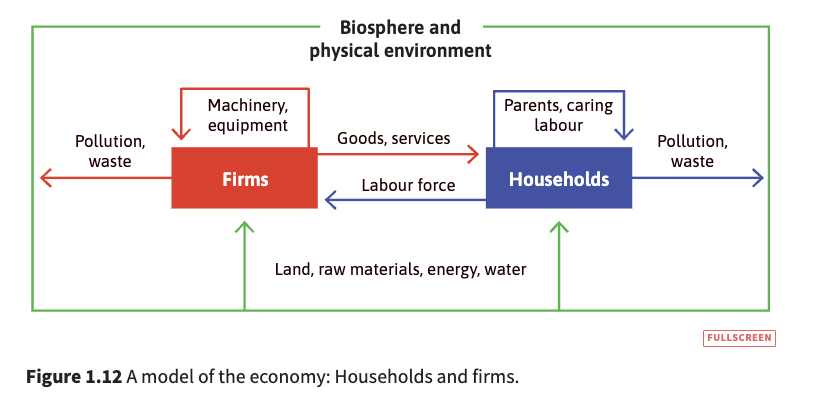 Biosphere and
physical environment
Machinery,
equipment
Parents, caring
labour
Pollution,
waste
Goods, services
Pollution,
waste
Firms
Labour force
Households
Land, raw materials, energy, water
FULLSCREEN
Figure 1.12 A model of the economy: Households and firms.